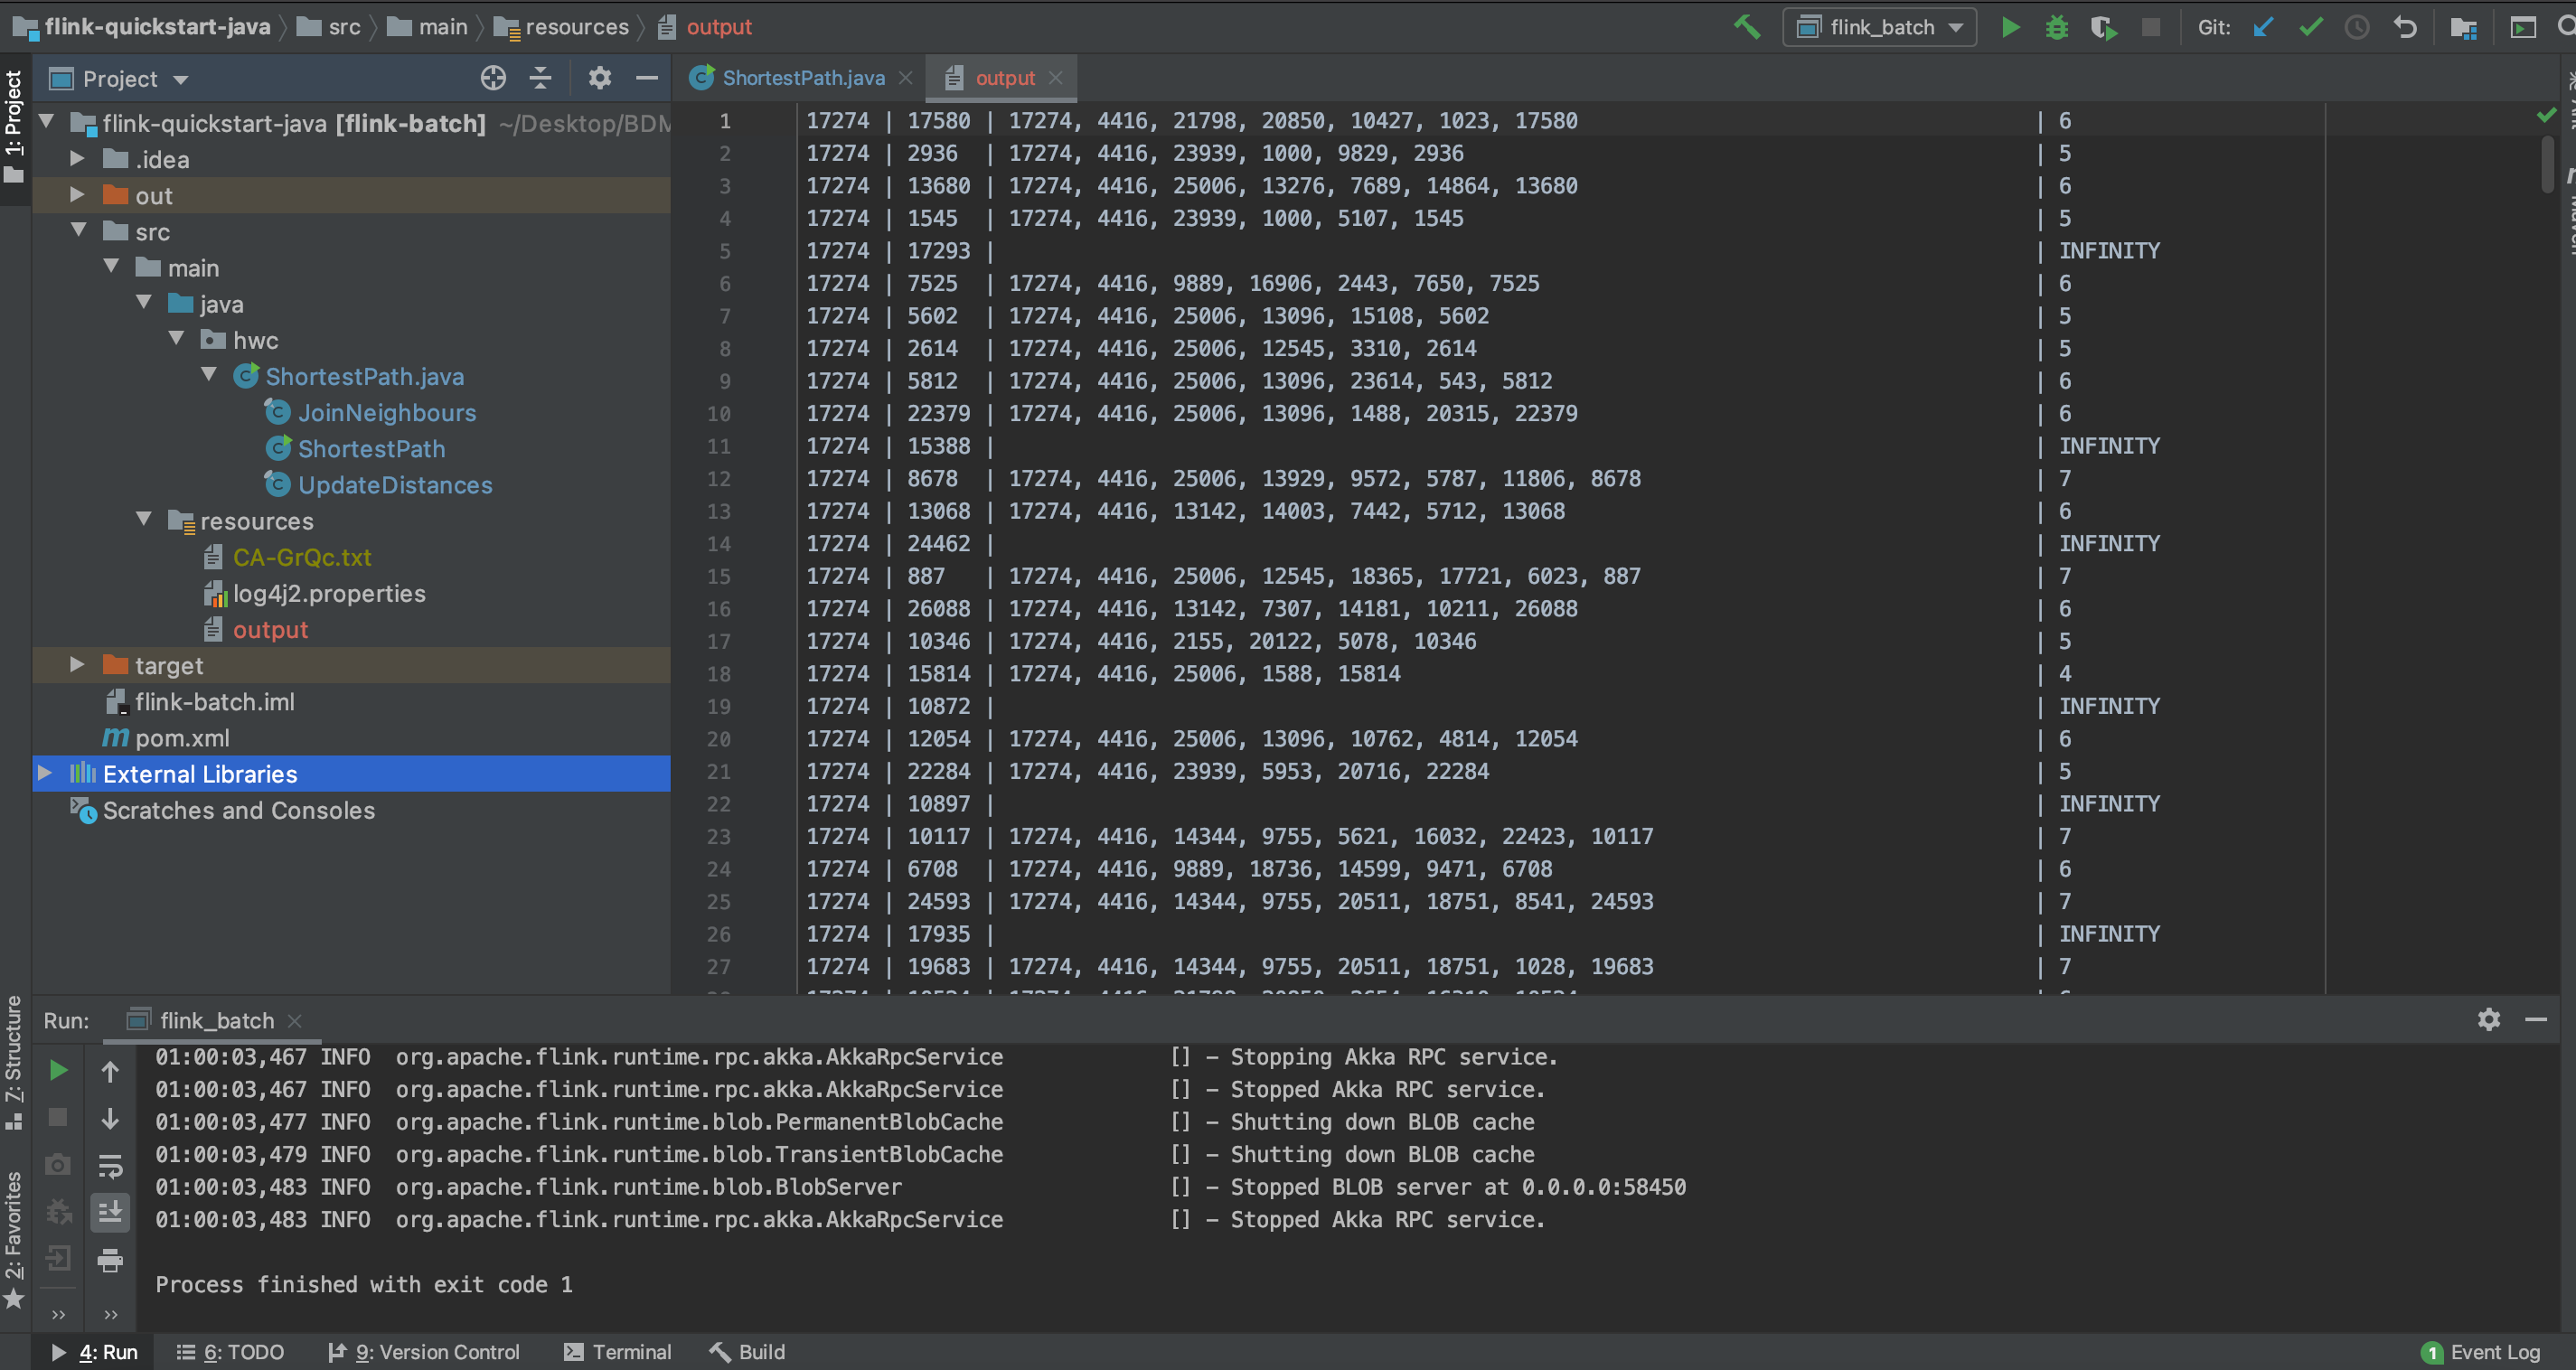 flink-quickstart-java src main resources output flink_batch Git:
1: Project
Project
flink-quickstart-java [flink-batch] ~/Desktop/BDM
.idea
out
src
main
java
hwc
ShortestPath.java
JoinNeighbours
ShortestPath
UpdateDistances
resources
CA-GrQc.txt
log4j2.properties
output
target
flink-batch.iml
pom.xml
External Libraries
Scratches and Consoles
ShortestPath.java output
1 17274 | 17580 | 17274, 4416, 21798, 20850, 10427, 1023, 17580 | 6
2 17274 | 2936 | 17274, 4416, 23939, 1000, 9829, 2936 | 5
3 17274 | 13680 | 17274, 4416, 25006, 13276, 7689, 14864, 13680 | 6
4 17274 | 1545 | 17274, 4416, 23939, 1000, 5107, 1545 | 5
5 17274 | 17293 | | INFINITY
6 17274 | 7525 | 17274, 4416, 9889, 16906, 2443, 7650, 7525 | 6
7 17274 | 5602 | 17274, 4416, 25006, 13096, 15108, 5602 | 5
8 17274 | 2614 | 17274, 4416, 25006, 12545, 3310, 2614 | 5
9 17274 | 5812 | 17274, 4416, 25006, 13096, 23614, 543, 5812 | 6
10 17274 | 22379 | 17274, 4416, 25006, 13096, 1488, 20315, 22379 | 6
11 17274 | 15388 | | INFINITY
12 17274 | 8678 | 17274, 4416, 25006, 13929, 9572, 5787, 11806, 8678 | 7
13 17274 | 13068 | 17274, 4416, 13142, 14003, 7442, 5712, 13068 | 6
14 17274 | 24462 | | INFINITY
15 17274 | 887 | 17274, 4416, 25006, 12545, 18365, 17721, 6023, 887 | 7
16 17274 | 26088 | 17274, 4416, 13142, 7307, 14181, 10211, 26088 | 6
17 17274 | 10346 | 17274, 4416, 2155, 20122, 5078, 10346 | 5
18 17274 | 15814 | 17274, 4416, 25006, 1588, 15814 | 4
19 17274 | 10872 | | INFINITY
20 17274 | 12054 | 17274, 4416, 25006, 13096, 10762, 4814, 12054 | 6
21 17274 | 22284 | 17274, 4416, 23939, 5953, 20716, 22284 | 5
22 17274 | 10897 | | INFINITY
23 17274 | 10117 | 17274, 4416, 14344, 9755, 5621, 16032, 22423, 10117 | 7
24 17274 | 6708 | 17274, 4416, 9889, 18736, 14599, 9471, 6708 | 6
25 17274 | 24593 | 17274, 4416, 14344, 9755, 20511, 18751, 8541, 24593 | 7
26 17274 | 17935 | | INFINITY
27 17274 | 19683 | 17274, 4416, 14344, 9755, 20511, 18751, 1028, 19683 | 7
7: Structure
2: Favorites
Run: flink_batch
01:00:03,467 INFO org.apache.flink.runtime.rpc.akka.AkkaRpcService [] - Stopping Akka RPC service.
01:00:03,467 INFO org.apache.flink.runtime.rpc.akka.AkkaRpcService [] - Stopped Akka RPC service.
01:00:03,477 INFO org.apache.flink.runtime.blob.PermanentBlobCache [] - Shutting down BLOB cache
01:00:03,479 INFO org.apache.flink.runtime.blob.TransientBlobCache [] - Shutting down BLOB cache
01:00:03,483 INFO org.apache.flink.runtime.blob.BlobServer [] - Stopped BLOB server at 0.0.0.0:58450
01:00:03,483 INFO org.apache.flink.runtime.rpc.akka.AkkaRpcService [] - Stopped Akka RPC service.
Process finished with exit code 1
4: Run 6: TODO 9: Version Control Terminal Build 1 Event Log